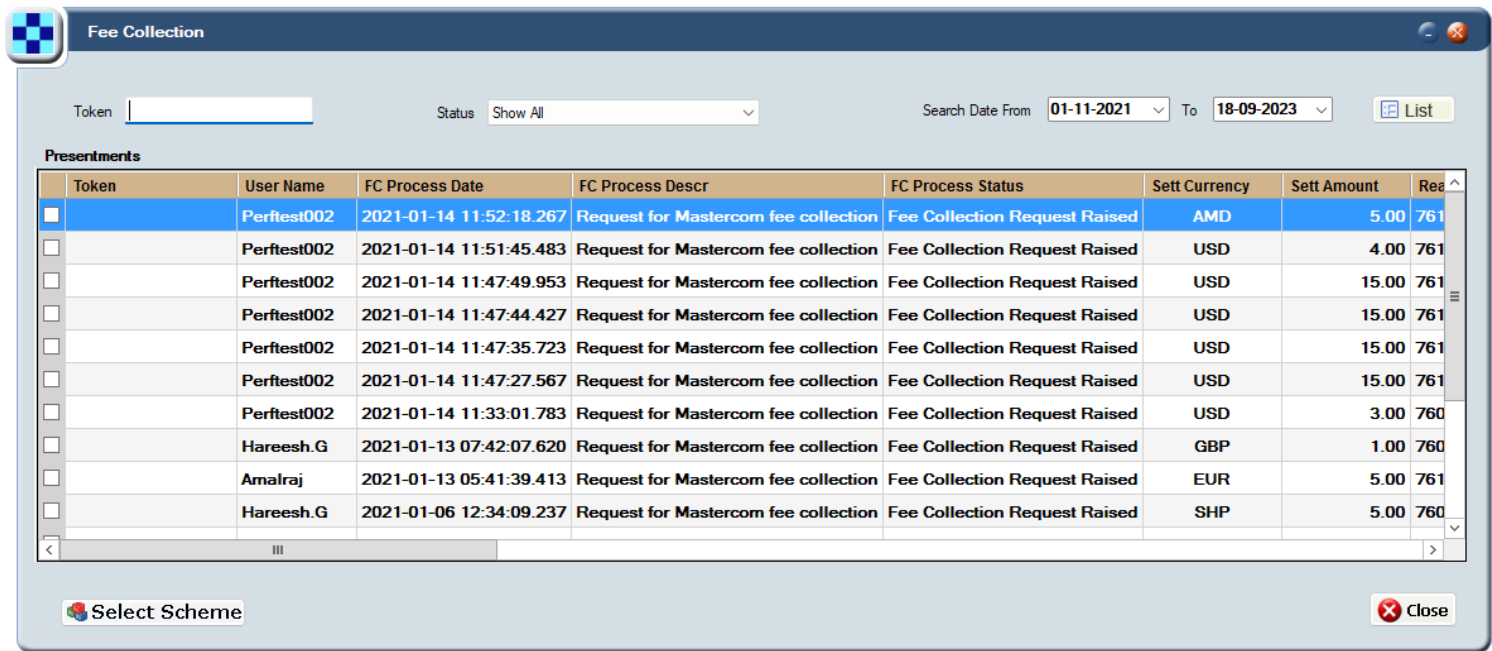 Fee Collection
Token Status Show All Search Date From 01-11-2021 To 18-09-2023 List
Presentments
Token User Name FC Process Date FC Process Descr FC Process Status Sett Currency Sett Amount Rea
Perftest002 2021-01-14 11:52:18.267 Request for Mastercom fee collection Fee Collection Request Raised AMD 5.00 761
Perftest002 2021-01-14 11:51:45.483 Request for Mastercom fee collection Fee Collection Request Raised USD 4.00 761
Perftest002 2021-01-14 11:47:49.953 Request for Mastercom fee collection Fee Collection Request Raised USD 15.00 761
Perftest002 2021-01-14 11:47:44.427 Request for Mastercom fee collection Fee Collection Request Raised USD 15.00 761
Perftest002 2021-01-14 11:47:35.723 Request for Mastercom fee collection Fee Collection Request Raised USD 15.00 761
Perftest002 2021-01-14 11:47:27.567 Request for Mastercom fee collection Fee Collection Request Raised USD 15.00 761
Perftest002 2021-01-14 11:33:01.783 Request for Mastercom fee collection Fee Collection Request Raised USD 3.00 760
Hareesh.G 2021-01-13 07:42:07.620 Request for Mastercom fee collection Fee Collection Request Raised GBP 1.00 760
Amalraj 2021-01-13 05:41:39.413 Request for Mastercom fee collection Fee Collection Request Raised EUR 5.00 761
Hareesh.G 2021-01-06 12:34:09.237 Request for Mastercom fee collection Fee Collection Request Raised SHP 5.00 760
Select Scheme Close